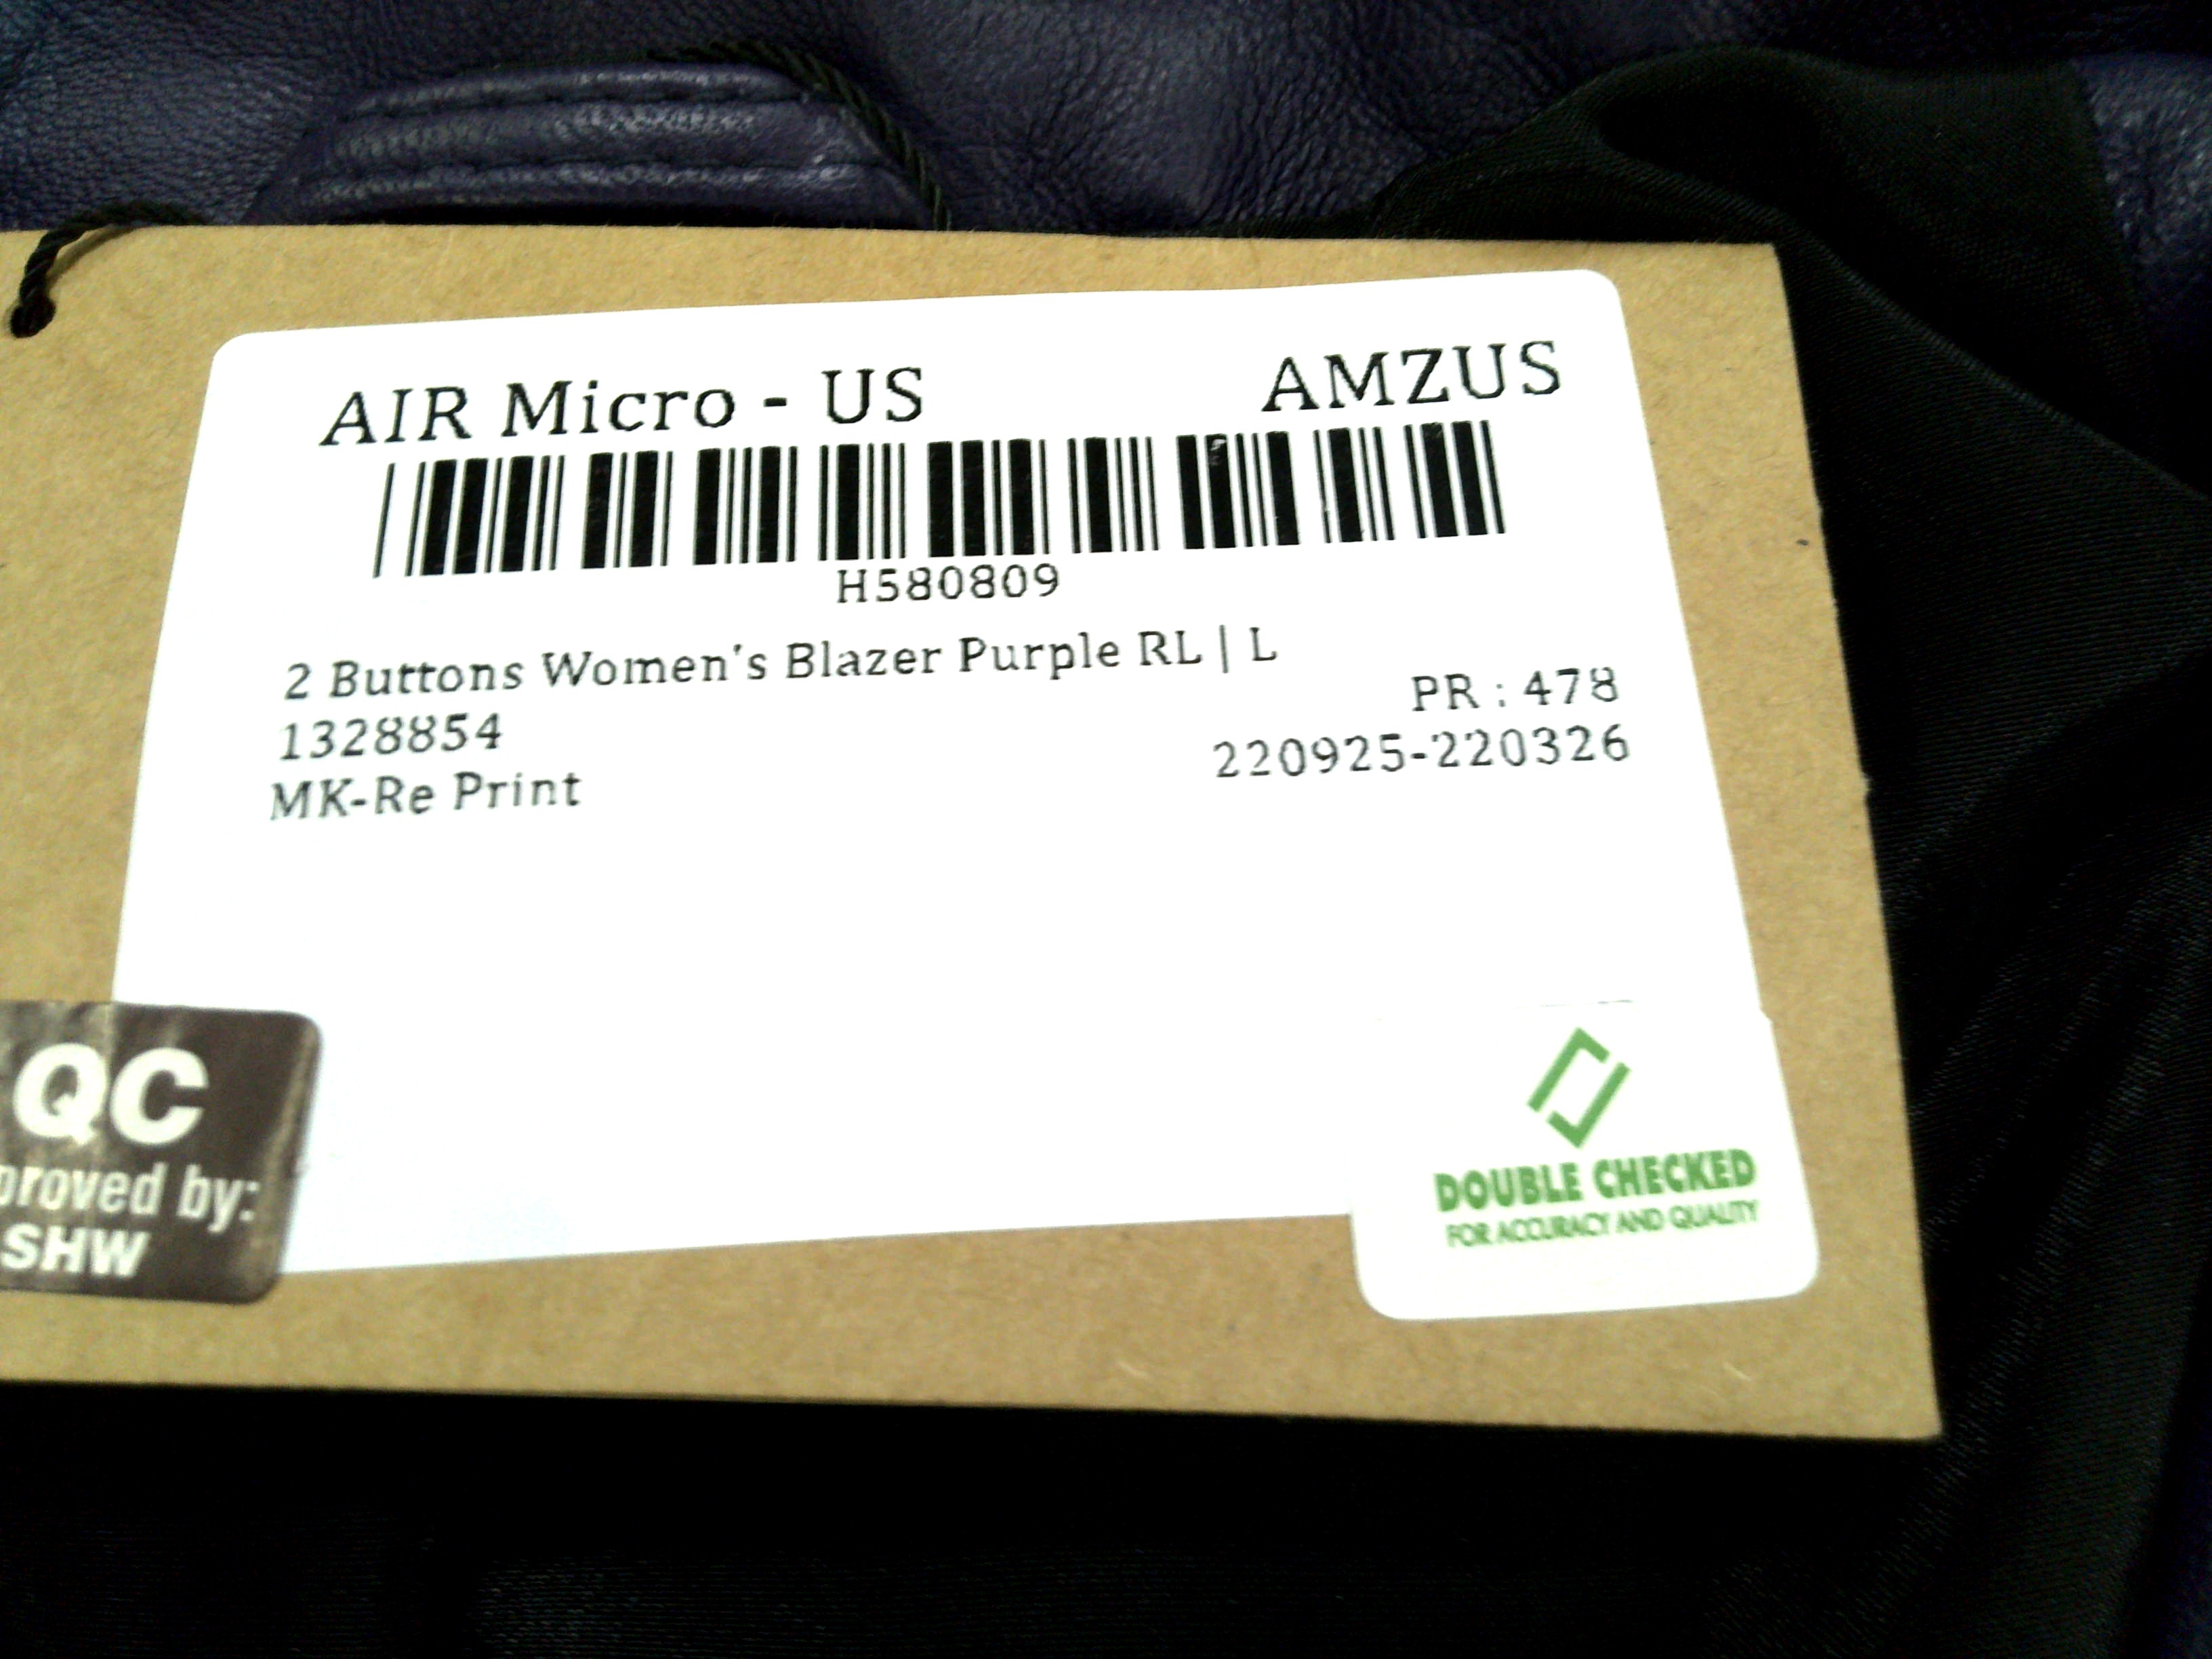 AIR Micro - US AMZUS
H580809
2 Buttons Women's Blazer Purple RL | L
PR : 478
1328854
220925-220326
MK-Re Print
QC
proved by:
SHW
DOUBLE CHECKED
FOR ACCURACY AND QUALITY